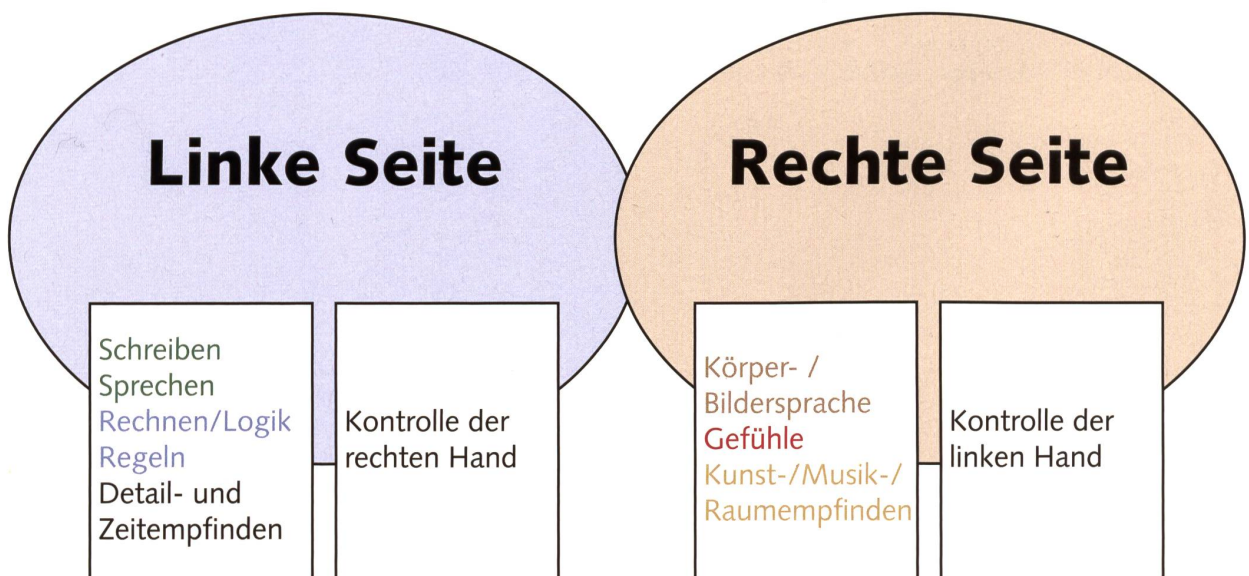 Linke Seite
Schreiben
Sprechen
Rechnen/Logik
Regeln
Detail- und
Zeitempfinden
Kontrolle der
rechten Hand
Rechte Seite
Körper- /
Bildersprache
Gefühle
Kunst-/Musik-/
Raumempfinden
Kontrolle der
linken Hand